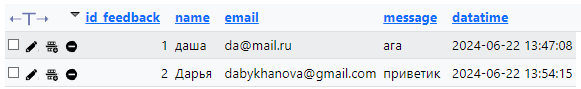 id_feedback name email message datatime
1 даша da@mail.ru ага 2024-06-22 13:47:08
2 Дарья dabykhanova@gmail.com приветик 2024-06-22 13:54:15